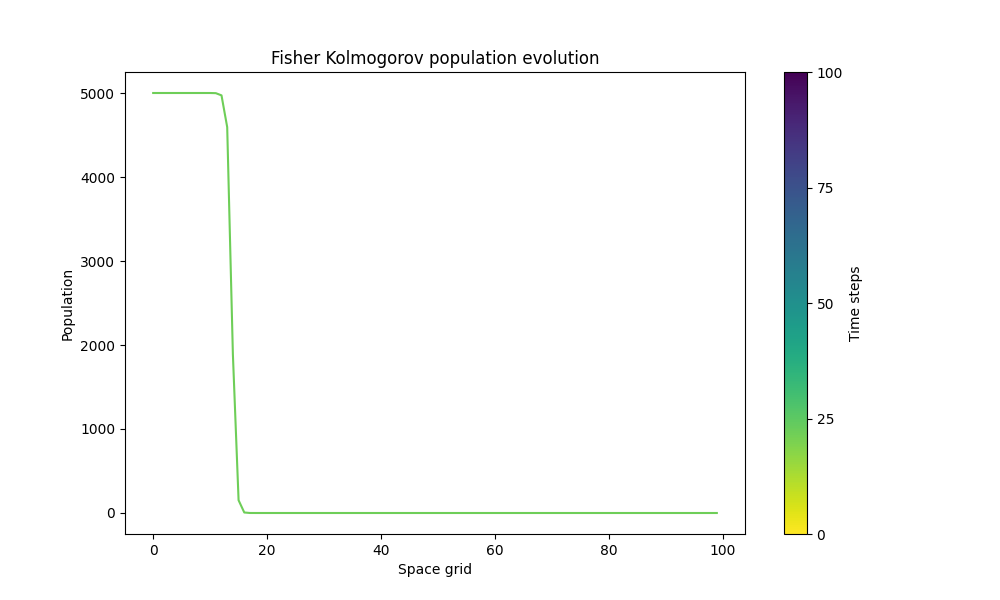 Fisher Kolmogorov population evolution
5000
4000
3000
2000
1000
0
Population
0 20 40 60 80 100
Space grid
100
75
50
25
0
Time steps